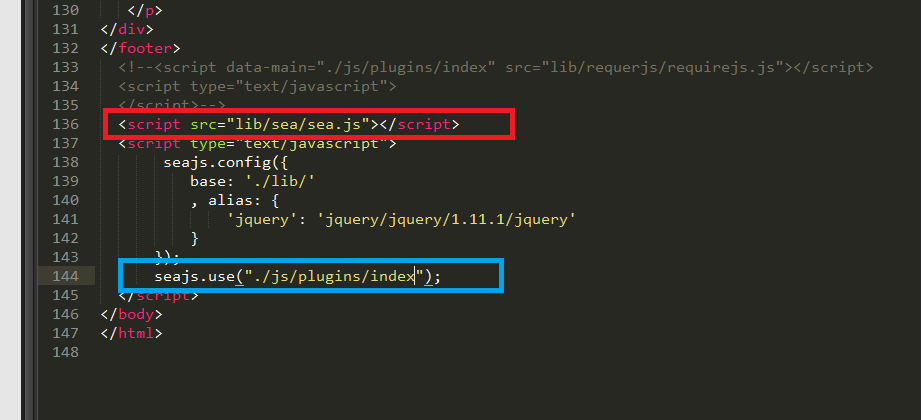 130 </p>
131 </div>
132 </footer>
133 <!--<script data-main="./js/plugins/index" src="lib/requerjs/requirejs.js"></script>
134 <script type="text/javascript">
135 </script>-->
136 <script src="lib/sea/sea.js"></script>
137 <script type="text/javascript">
138 seajs.config({
139 base: './lib/'
140 , alias: {
141 'jquery': 'jquery/jquery/1.11.1/jquery'
142 }
143 });
144 seajs.use("./js/plugins/index");
145 </script>
146 </body>
147 </html>
148